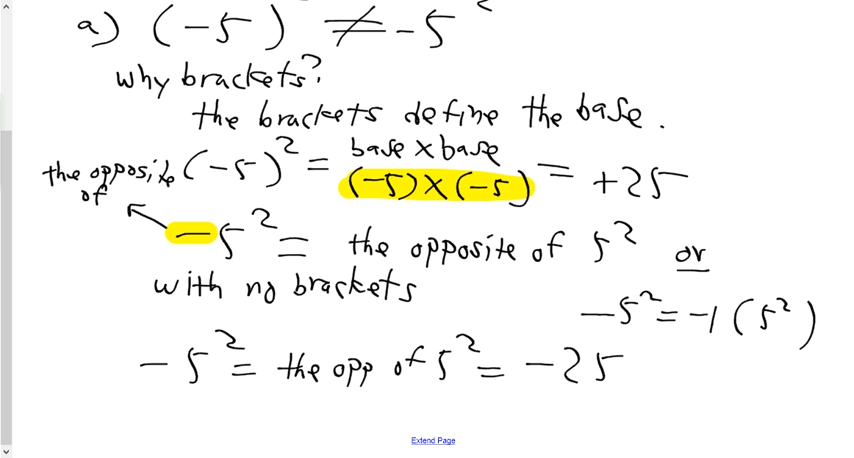 a) (-5) ≠ -5²
why brackets?
the brackets define the base.
base x base
the opposite of (-5)² = (-5) x (-5) = +25
-5² = the opposite of 5² or
with no brackets
-5² = -1 (5²)
-5² = the opp of 5² = -25
Extend Page